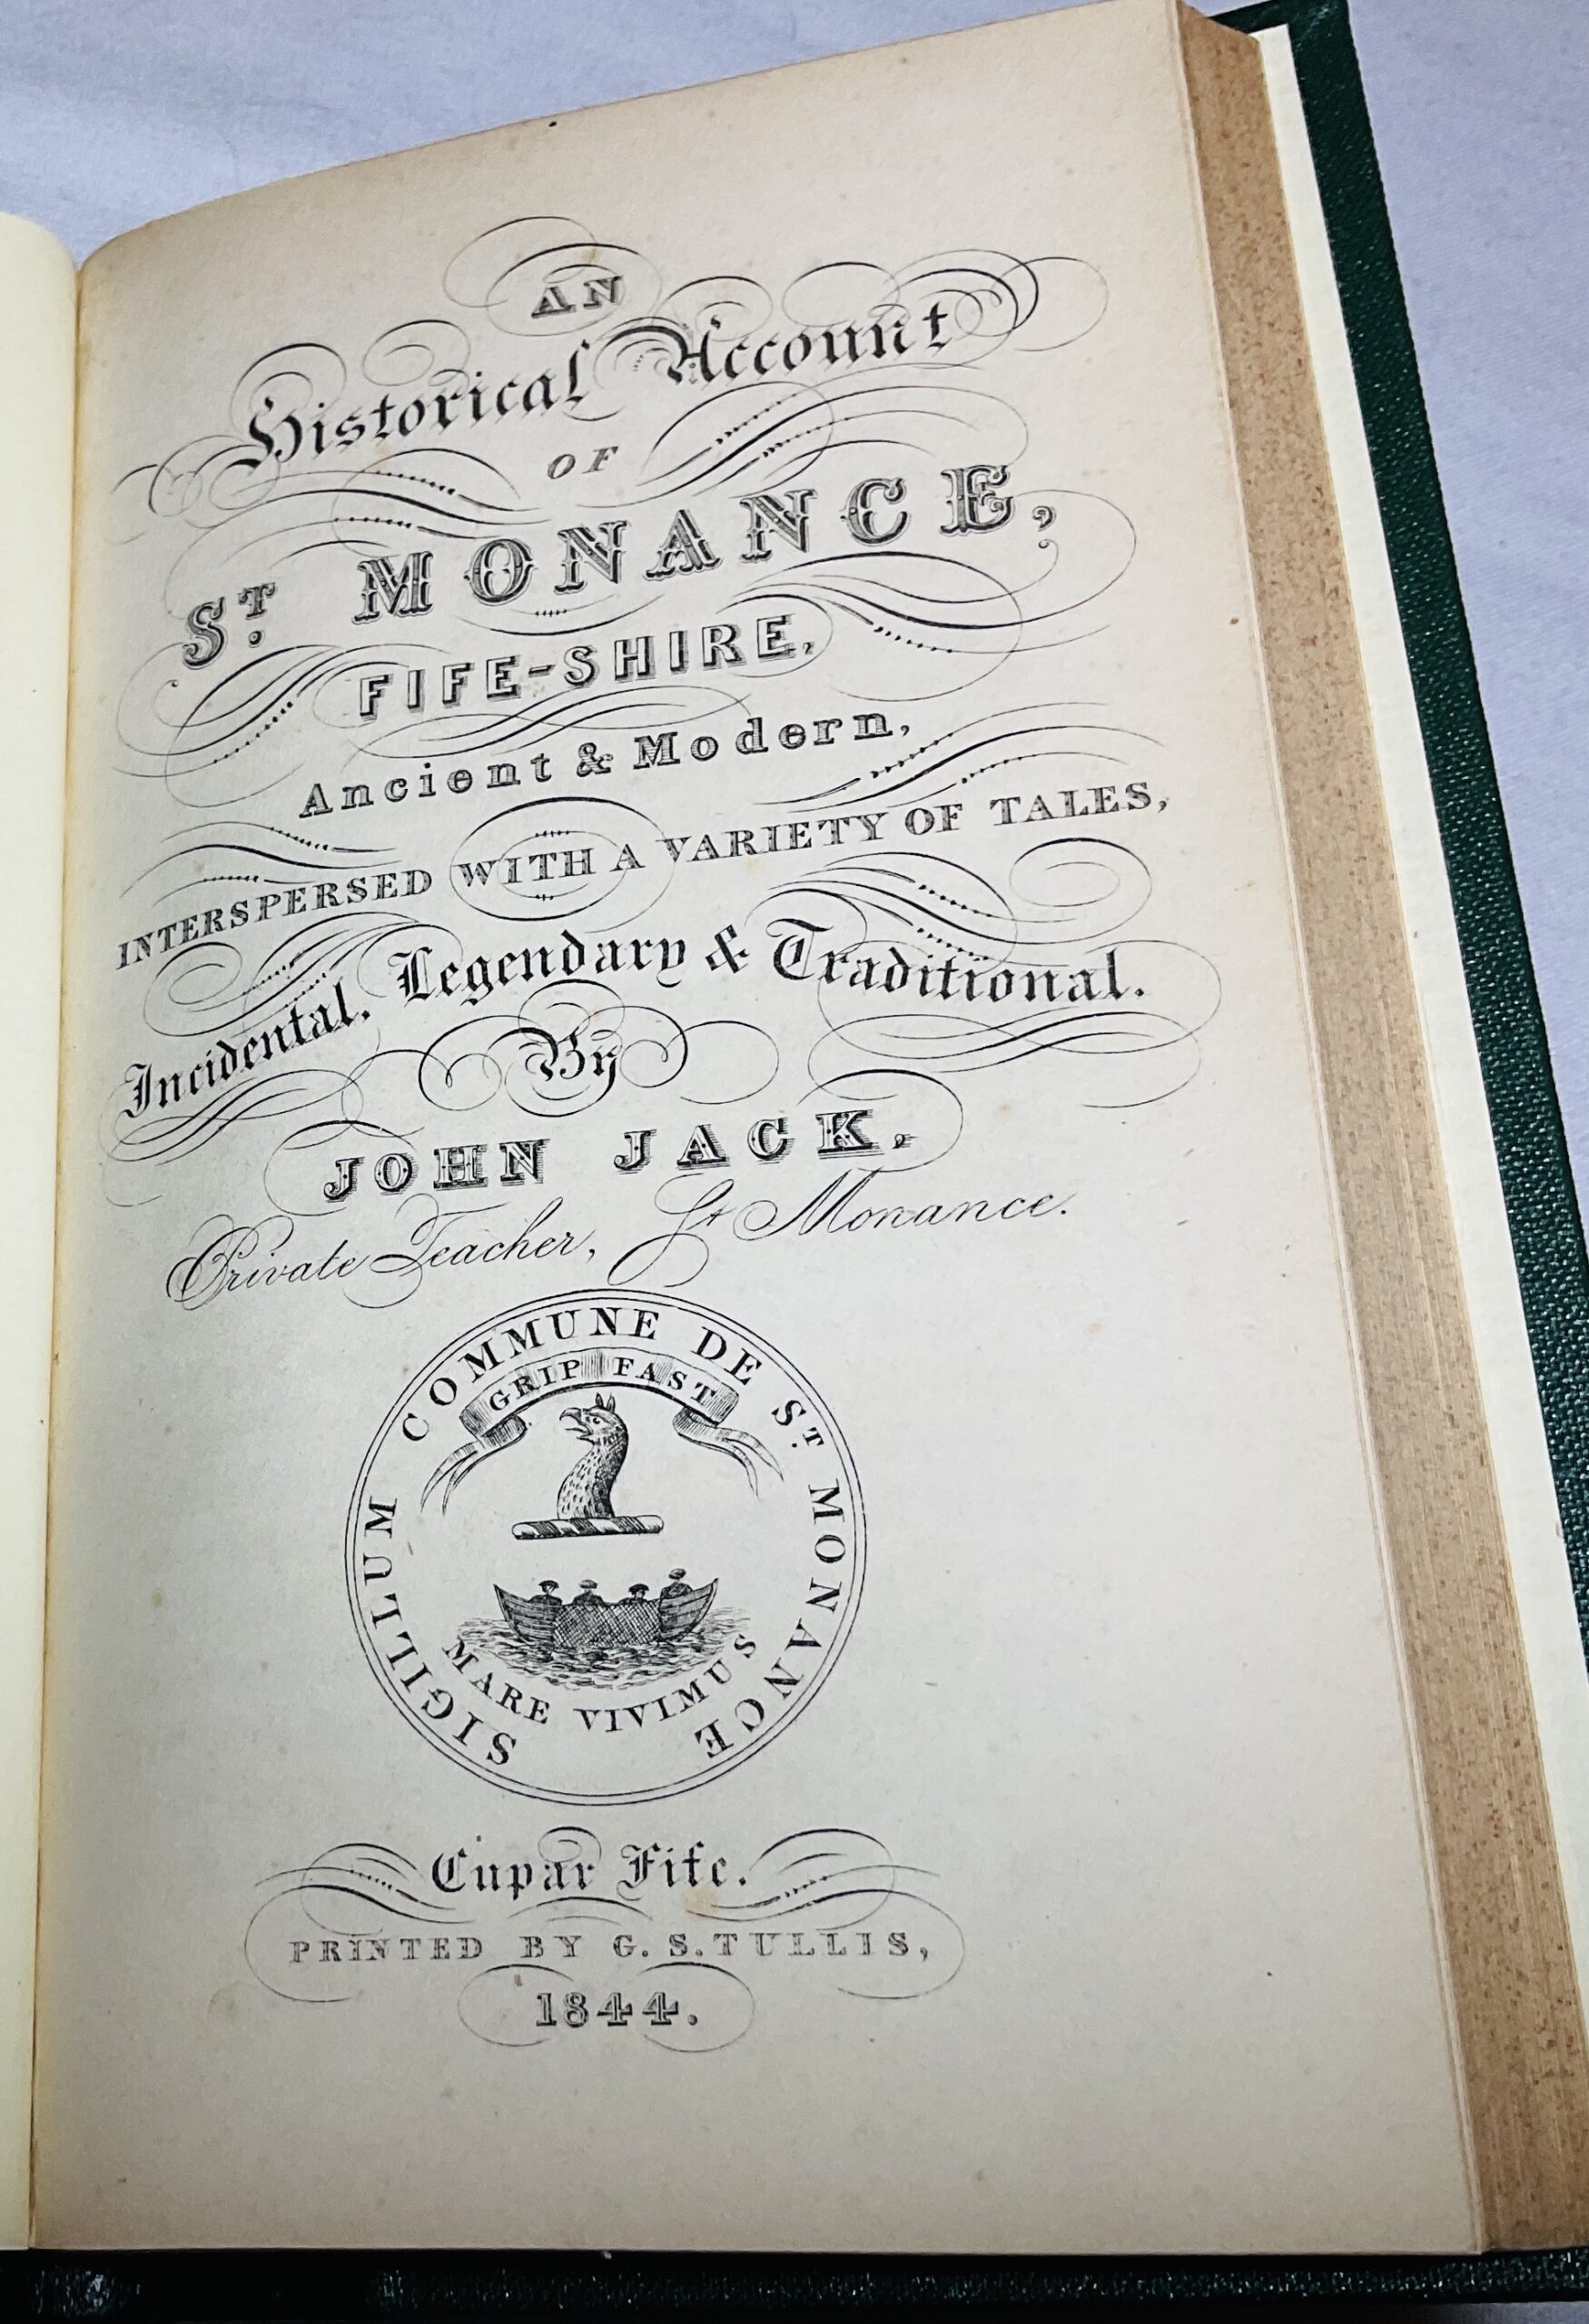 AN
Historical Account
OF
ST. MONANCE,
FIFE-SHIRE,
Ancient & Modern,
INTERSPERSED WITH A VARIETY OF TALES,
Incidental, Legendary & Traditional.
By
JOHN JACK,
Private Teacher, St Monance.
SIGILLUM COMMUNE DE ST. MONANCE
GRIP FAST
MARE VIVIMUS
Cupar Fife.
PRINTED BY G. S. TULLIS,
1844.